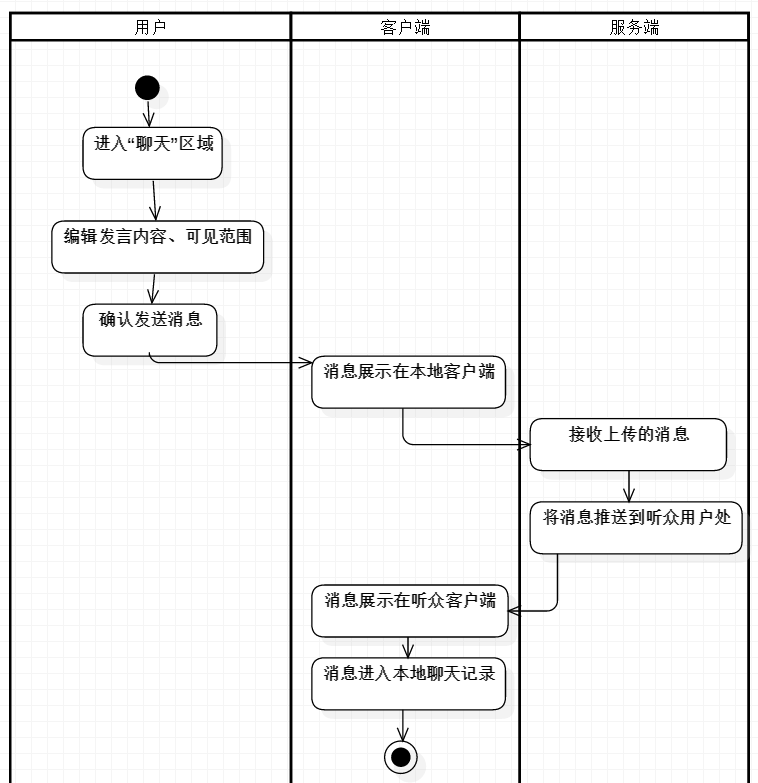 用户
客户端
服务端
进入“聊天”区域
编辑发言内容、可见范围
确认发送消息
消息展示在本地客户端
接收上传的消息
将消息推送到听众用户处
消息展示在听众客户端
消息进入本地聊天记录